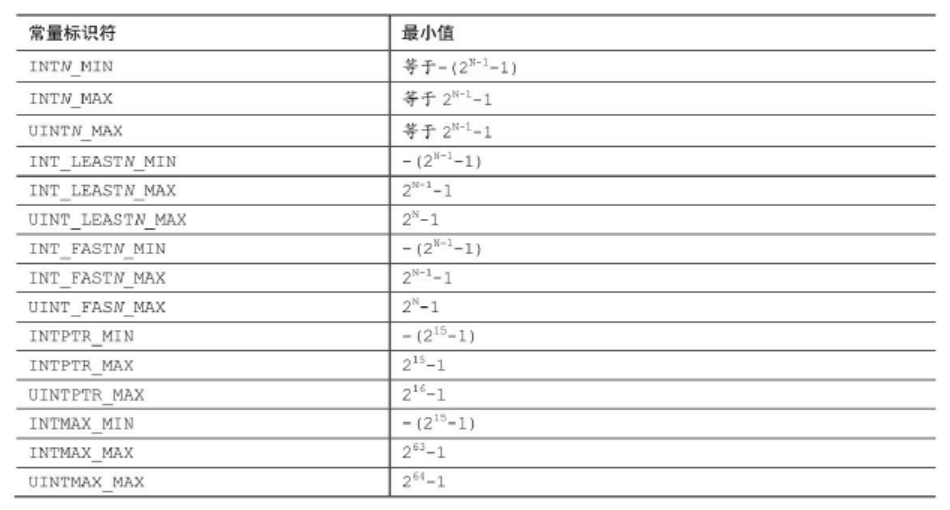 常量标识符 最小值
INTN_MIN 等于-(2^{N-1}-1)
INTN_MAX 等于 2^{N-1}-1
UINTN_MAX 等于 2^{N-1}-1
INT_LEASTN_MIN -(2^{N-1}-1)
INT_LEASTN_MAX 2^{N-1}-1
UINT_LEASTN_MAX 2^{N}-1
INT_FASTN_MIN -(2^{N-1}-1)
INT_FASTN_MAX 2^{N-1}-1
UINT_FASN_MAX 2^{N}-1
INTPTR_MIN -(2^{15}-1)
INTPTR_MAX 2^{15}-1
UINTPTR_MAX 2^{16}-1
INTMAX_MIN -(2^{15}-1)
INTMAX_MAX 2^{63}-1
UINTMAX_MAX 2^{64}-1